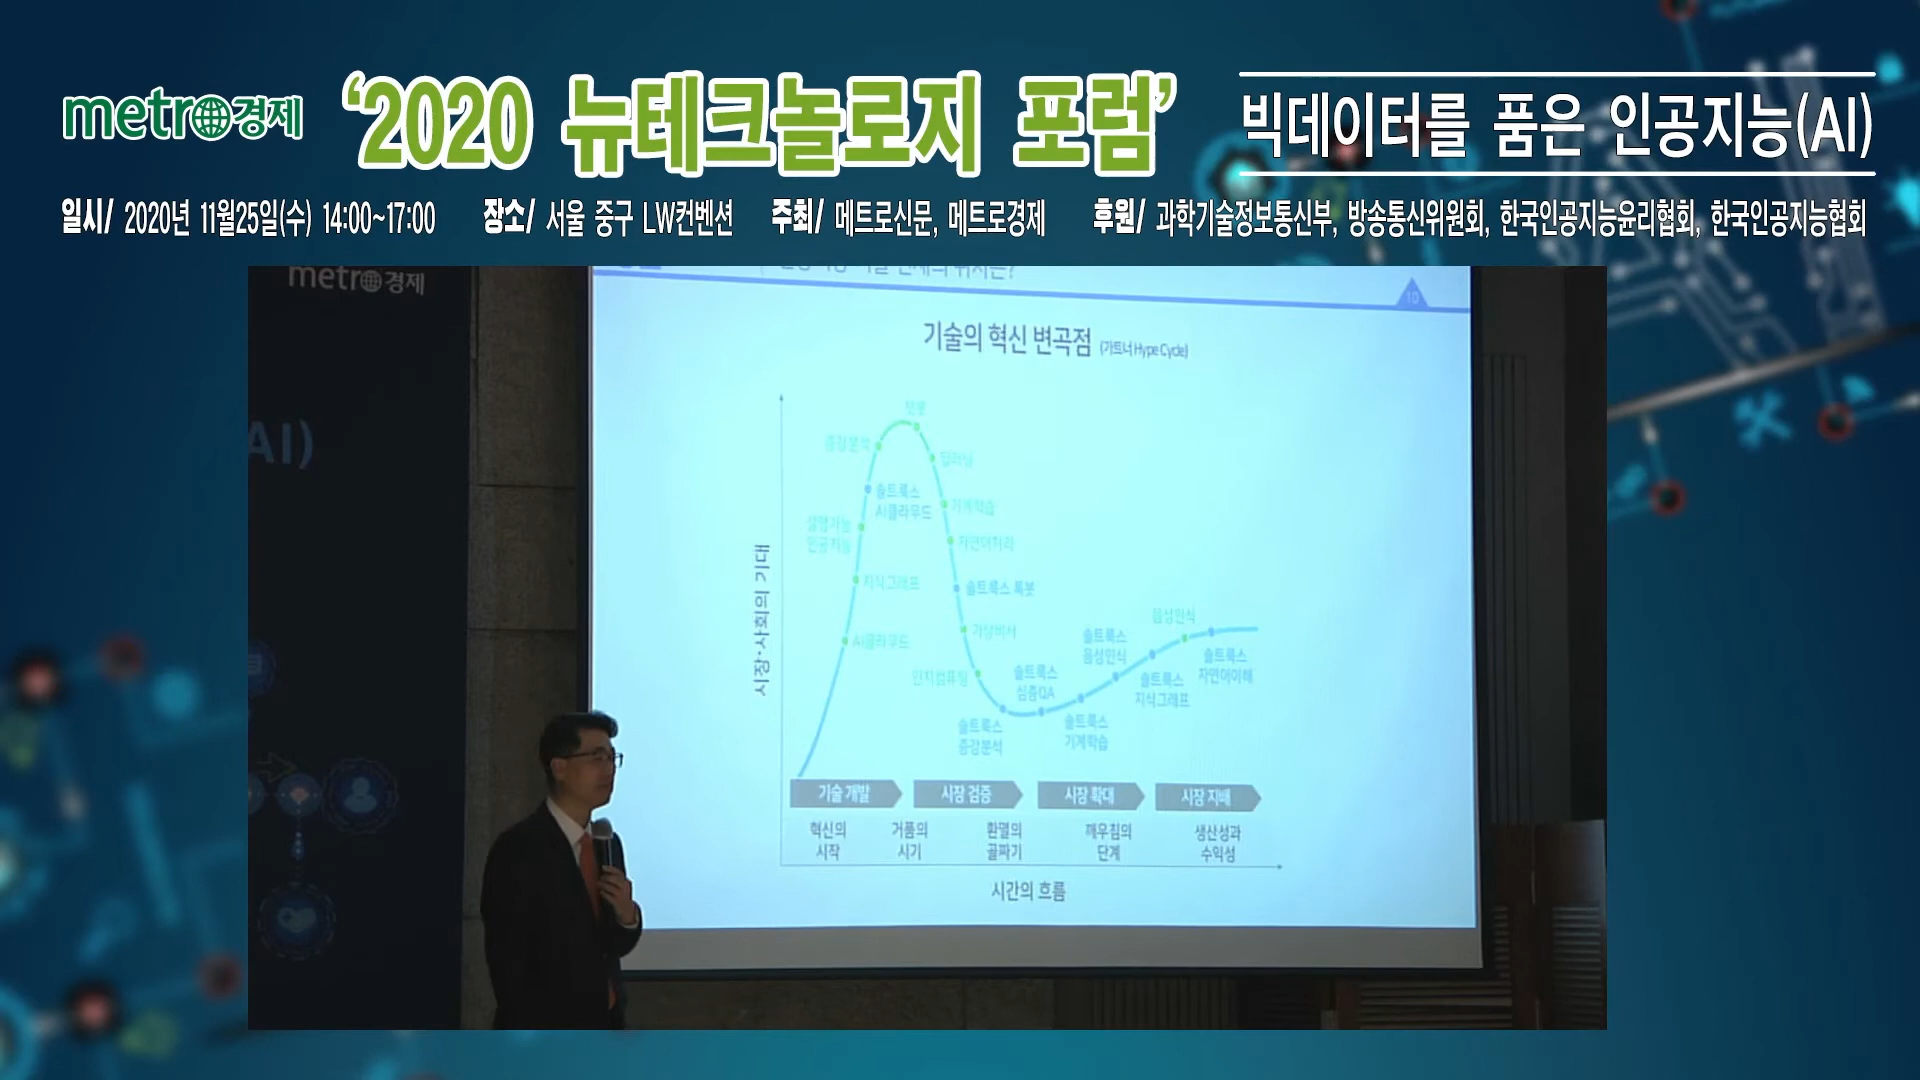 metro경제
‘2020 뉴테크놀로지 포럼’
빅데이터를 품은 인공지능(AI)
일시/ 2020년 11월25일(수) 14:00~17:00 장소/ 서울 중구 LW컨벤션 주최/ 메트로신문, 메트로경제 후원/ 과학기술정보통신부, 방송통신위원회, 한국인공지능윤리협회, 한국인공지능협회
metro경제
AI)
10
기술의 혁신 변곡점 (가트너 Hype Cycle)
시장·사회의 기대
챗봇
증강분석
딥러닝
솔트룩스
AI클라우드
기계학습
설명가능
인공지능
자연어처리
지식그래프
솔트룩스 톡봇
AI클라우드
가상비서
인지컴퓨팅
솔트룩스
심층QA
솔트룩스
증강분석
솔트룩스
기계학습
솔트룩스
음성인식
음성인식
솔트룩스
지식그래프
솔트룩스
자연어이해
기술 개발
시장 검증
시장 확대
시장 지배
혁신의
시작
거품의
시기
환멸의
골짜기
깨우침의
단계
생산성과
수익성
시간의 흐름